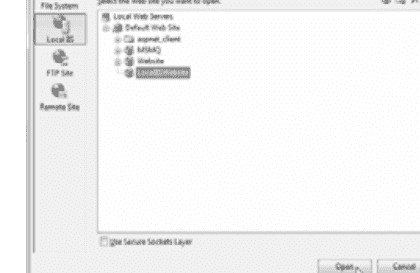 File System
Select the Web site you want to open.
Local Web Servers
Default Web Site
Local IIS
aspnet_client
MSMQ
Website
FTP Site
LocalIISWebsite
Remote Site
Use Secure Sockets Layer
Open
Cancel